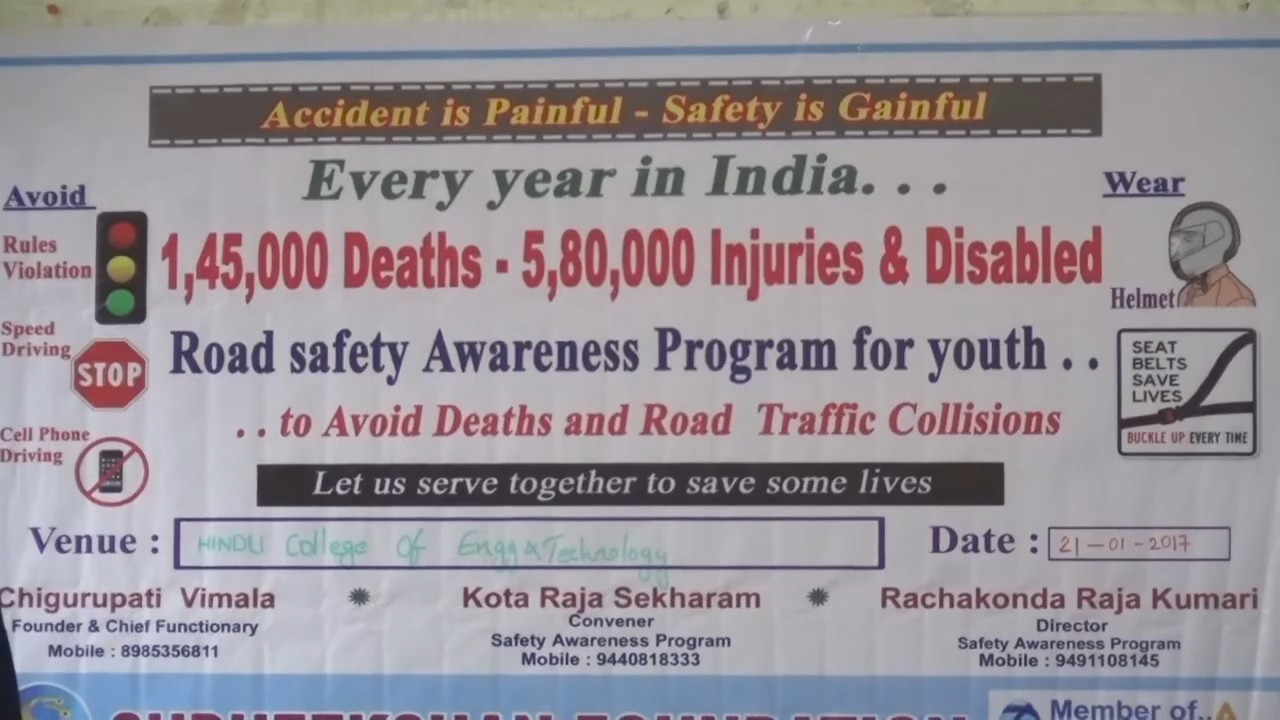 Accident is Painful - Safety is Gainful
Every year in India. . .
1,45,000 Deaths - 5,80,000 Injuries & Disabled
Road safety Awareness Program for youth . .
. . to Avoid Deaths and Road Traffic Collisions
Let us serve together to save some lives
Avoid
Rules
Violation
Speed
Driving
STOP
Cell Phone
Driving
Wear
Helmet
SEAT
BELTS
SAVE
LIVES
BUCKLE UP EVERY TIME
Venue : HINDU College Of Engg & Technology
Date : 21-01-2017
Chigurupati Vimala
Founder & Chief Functionary
Mobile : 8985356811
Kota Raja Sekharam
Convener
Safety Awareness Program
Mobile : 9440818333
Rachakonda Raja Kumari
Director
Safety Awareness Program
Mobile : 9491108145
FOUNDATION
Member of